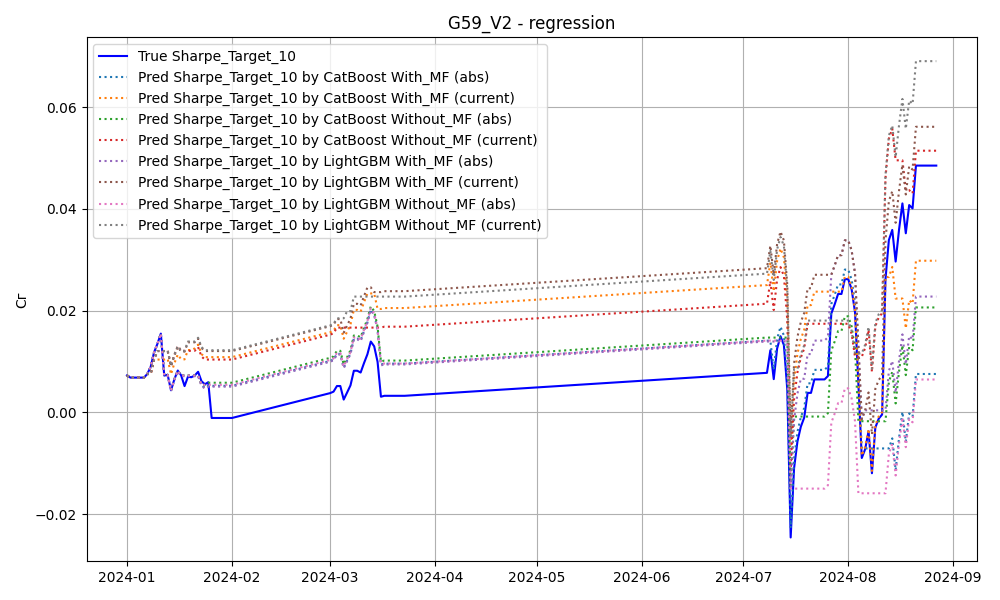 G59_V2 - regression
True Sharpe_Target_10
Pred Sharpe_Target_10 by CatBoost With_MF (abs)
Pred Sharpe_Target_10 by CatBoost With_MF (current)
Pred Sharpe_Target_10 by CatBoost Without_MF (abs)
Pred Sharpe_Target_10 by CatBoost Without_MF (current)
Pred Sharpe_Target_10 by LightGBM With_MF (abs)
Pred Sharpe_Target_10 by LightGBM With_MF (current)
Pred Sharpe_Target_10 by LightGBM Without_MF (abs)
Pred Sharpe_Target_10 by LightGBM Without_MF (current)
Cr
0.06
0.04
0.02
0.00
−0.02
2024-01 2024-02 2024-03 2024-04 2024-05 2024-06 2024-07 2024-08 2024-09